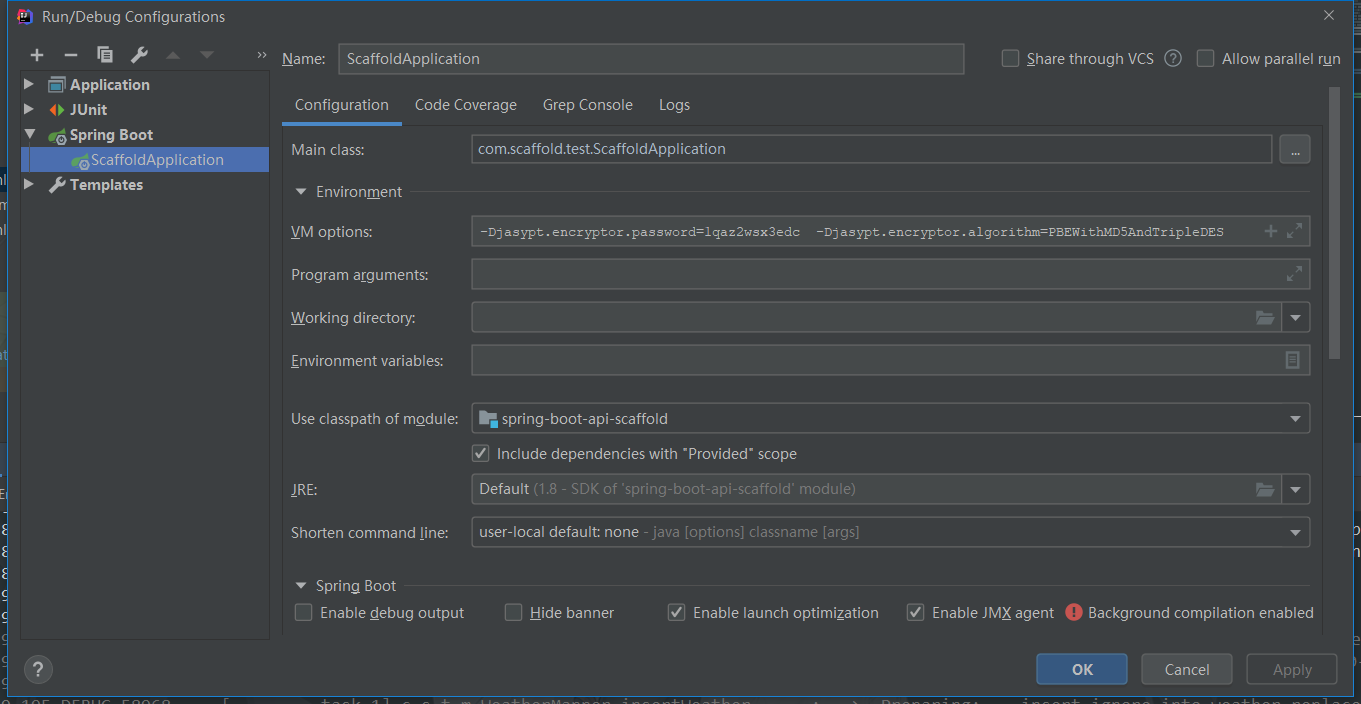 Run/Debug Configurations
Name: ScaffoldApplication Share through VCS ? Allow parallel run
Application
JUnit
Spring Boot
ScaffoldApplication
Templates
Configuration Code Coverage Grep Console Logs
Main class: com.scaffold.test.ScaffoldApplication ...
Environment
VM options: -Djasypt.encryptor.password=1qaz2wsx3edc -Djasypt.encryptor.algorithm=PBEWithMD5AndTripleDES
Program arguments:
Working directory:
Environment variables:
Use classpath of module: spring-boot-api-scaffold
Include dependencies with "Provided" scope
JRE: Default (1.8 - SDK of 'spring-boot-api-scaffold' module)
Shorten command line: user-local default: none - java [options] classname [args]
Spring Boot
Enable debug output Hide banner Enable launch optimization Enable JMX agent Background compilation enabled
? OK Cancel Apply